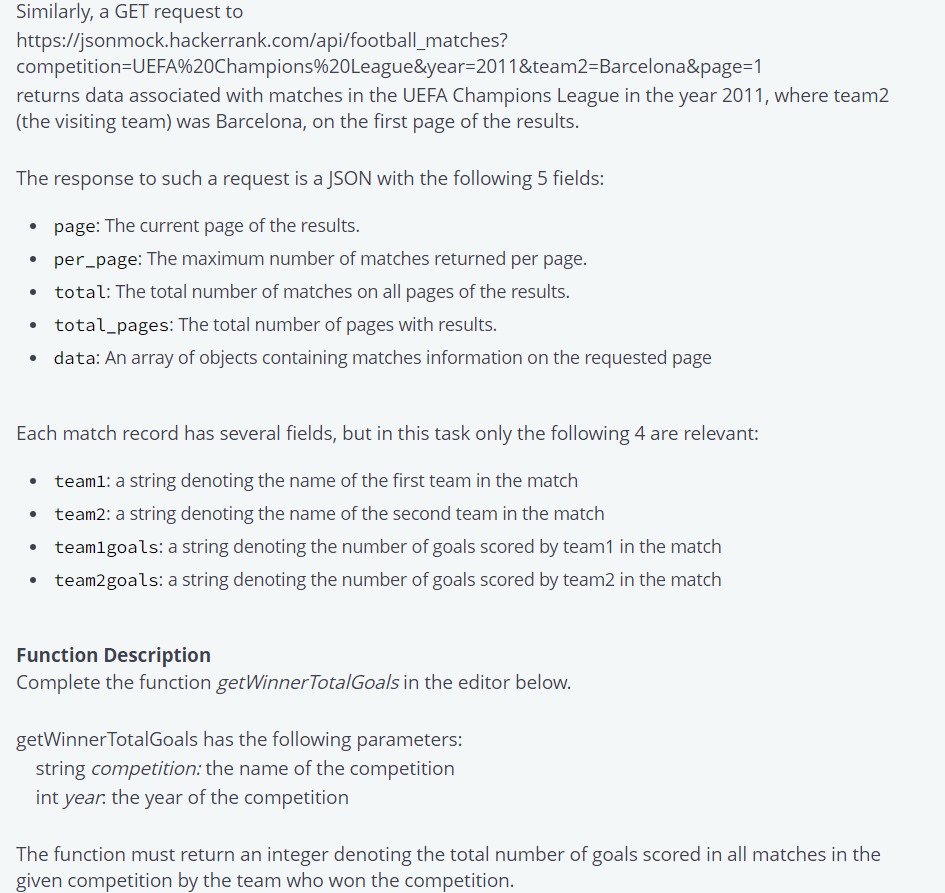 Similarly, a GET request to
https://jsonmock.hackerrank.com/api/football_matches?
competition=UEFA%20Champions%20League&year=2011&team2=Barcelona&page=1
returns data associated with matches in the UEFA Champions League in the year 2011, where team2
(the visiting team) was Barcelona, on the first page of the results.
The response to such a request is a JSON with the following 5 fields:
• page: The current page of the results.
• per_page: The maximum number of matches returned per page.
• total: The total number of matches on all pages of the results.
• total_pages: The total number of pages with results.
• data: An array of objects containing matches information on the requested page
Each match record has several fields, but in this task only the following 4 are relevant:
• team1: a string denoting the name of the first team in the match
• team2: a string denoting the name of the second team in the match
• team1goals: a string denoting the number of goals scored by team1 in the match
• team2goals: a string denoting the number of goals scored by team2 in the match
Function Description
Complete the function getWinnerTotalGoals in the editor below.
getWinnerTotalGoals has the following parameters:
string competition: the name of the competition
int year: the year of the competition
The function must return an integer denoting the total number of goals scored in all matches in the
given competition by the team who won the competition.